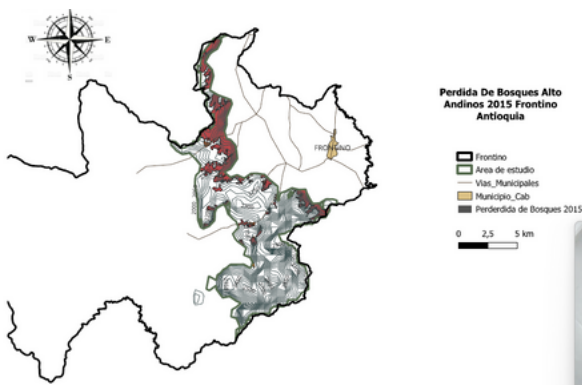 N
W E
S
Perdida De Bosques Alto
Andinos 2015 Frontino
Antioquia
FRONTINO
Frontino
Area de estudio
Vias_Municipales
Municipio_Cab
Perderdida de Bosques 2015
0 2,5 5 km